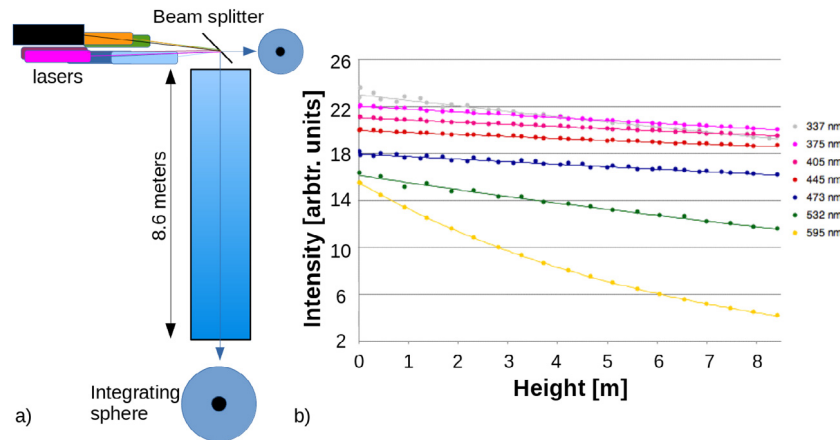 Beam splitter
lasers
8.6 meters
Integrating
sphere
a)
b)
Intensity [arbtr. units]
26
22
18
14
10
6
2
0 1 2 3 4 5 6 7 8
Height [m]
337 nm
375 nm
405 nm
445 nm
473 nm
532 nm
595 nm